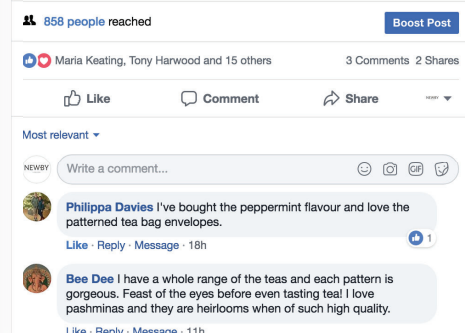 858 people reached
Boost Post
Maria Keating, Tony Harwood and 15 others
3 Comments 2 Shares
Like
Comment
Share
NEWBY
Most relevant
NEWBY
Write a comment...
GIF
Philippa Davies I've bought the peppermint flavour and love the
patterned tea bag envelopes.
1
Like · Reply · Message · 18h
Bee Dee I have a whole range of the teas and each pattern is
gorgeous. Feast of the eyes before even tasting tea! I love
pashminas and they are heirlooms when of such high quality.
Like · Reply · Message · 11h